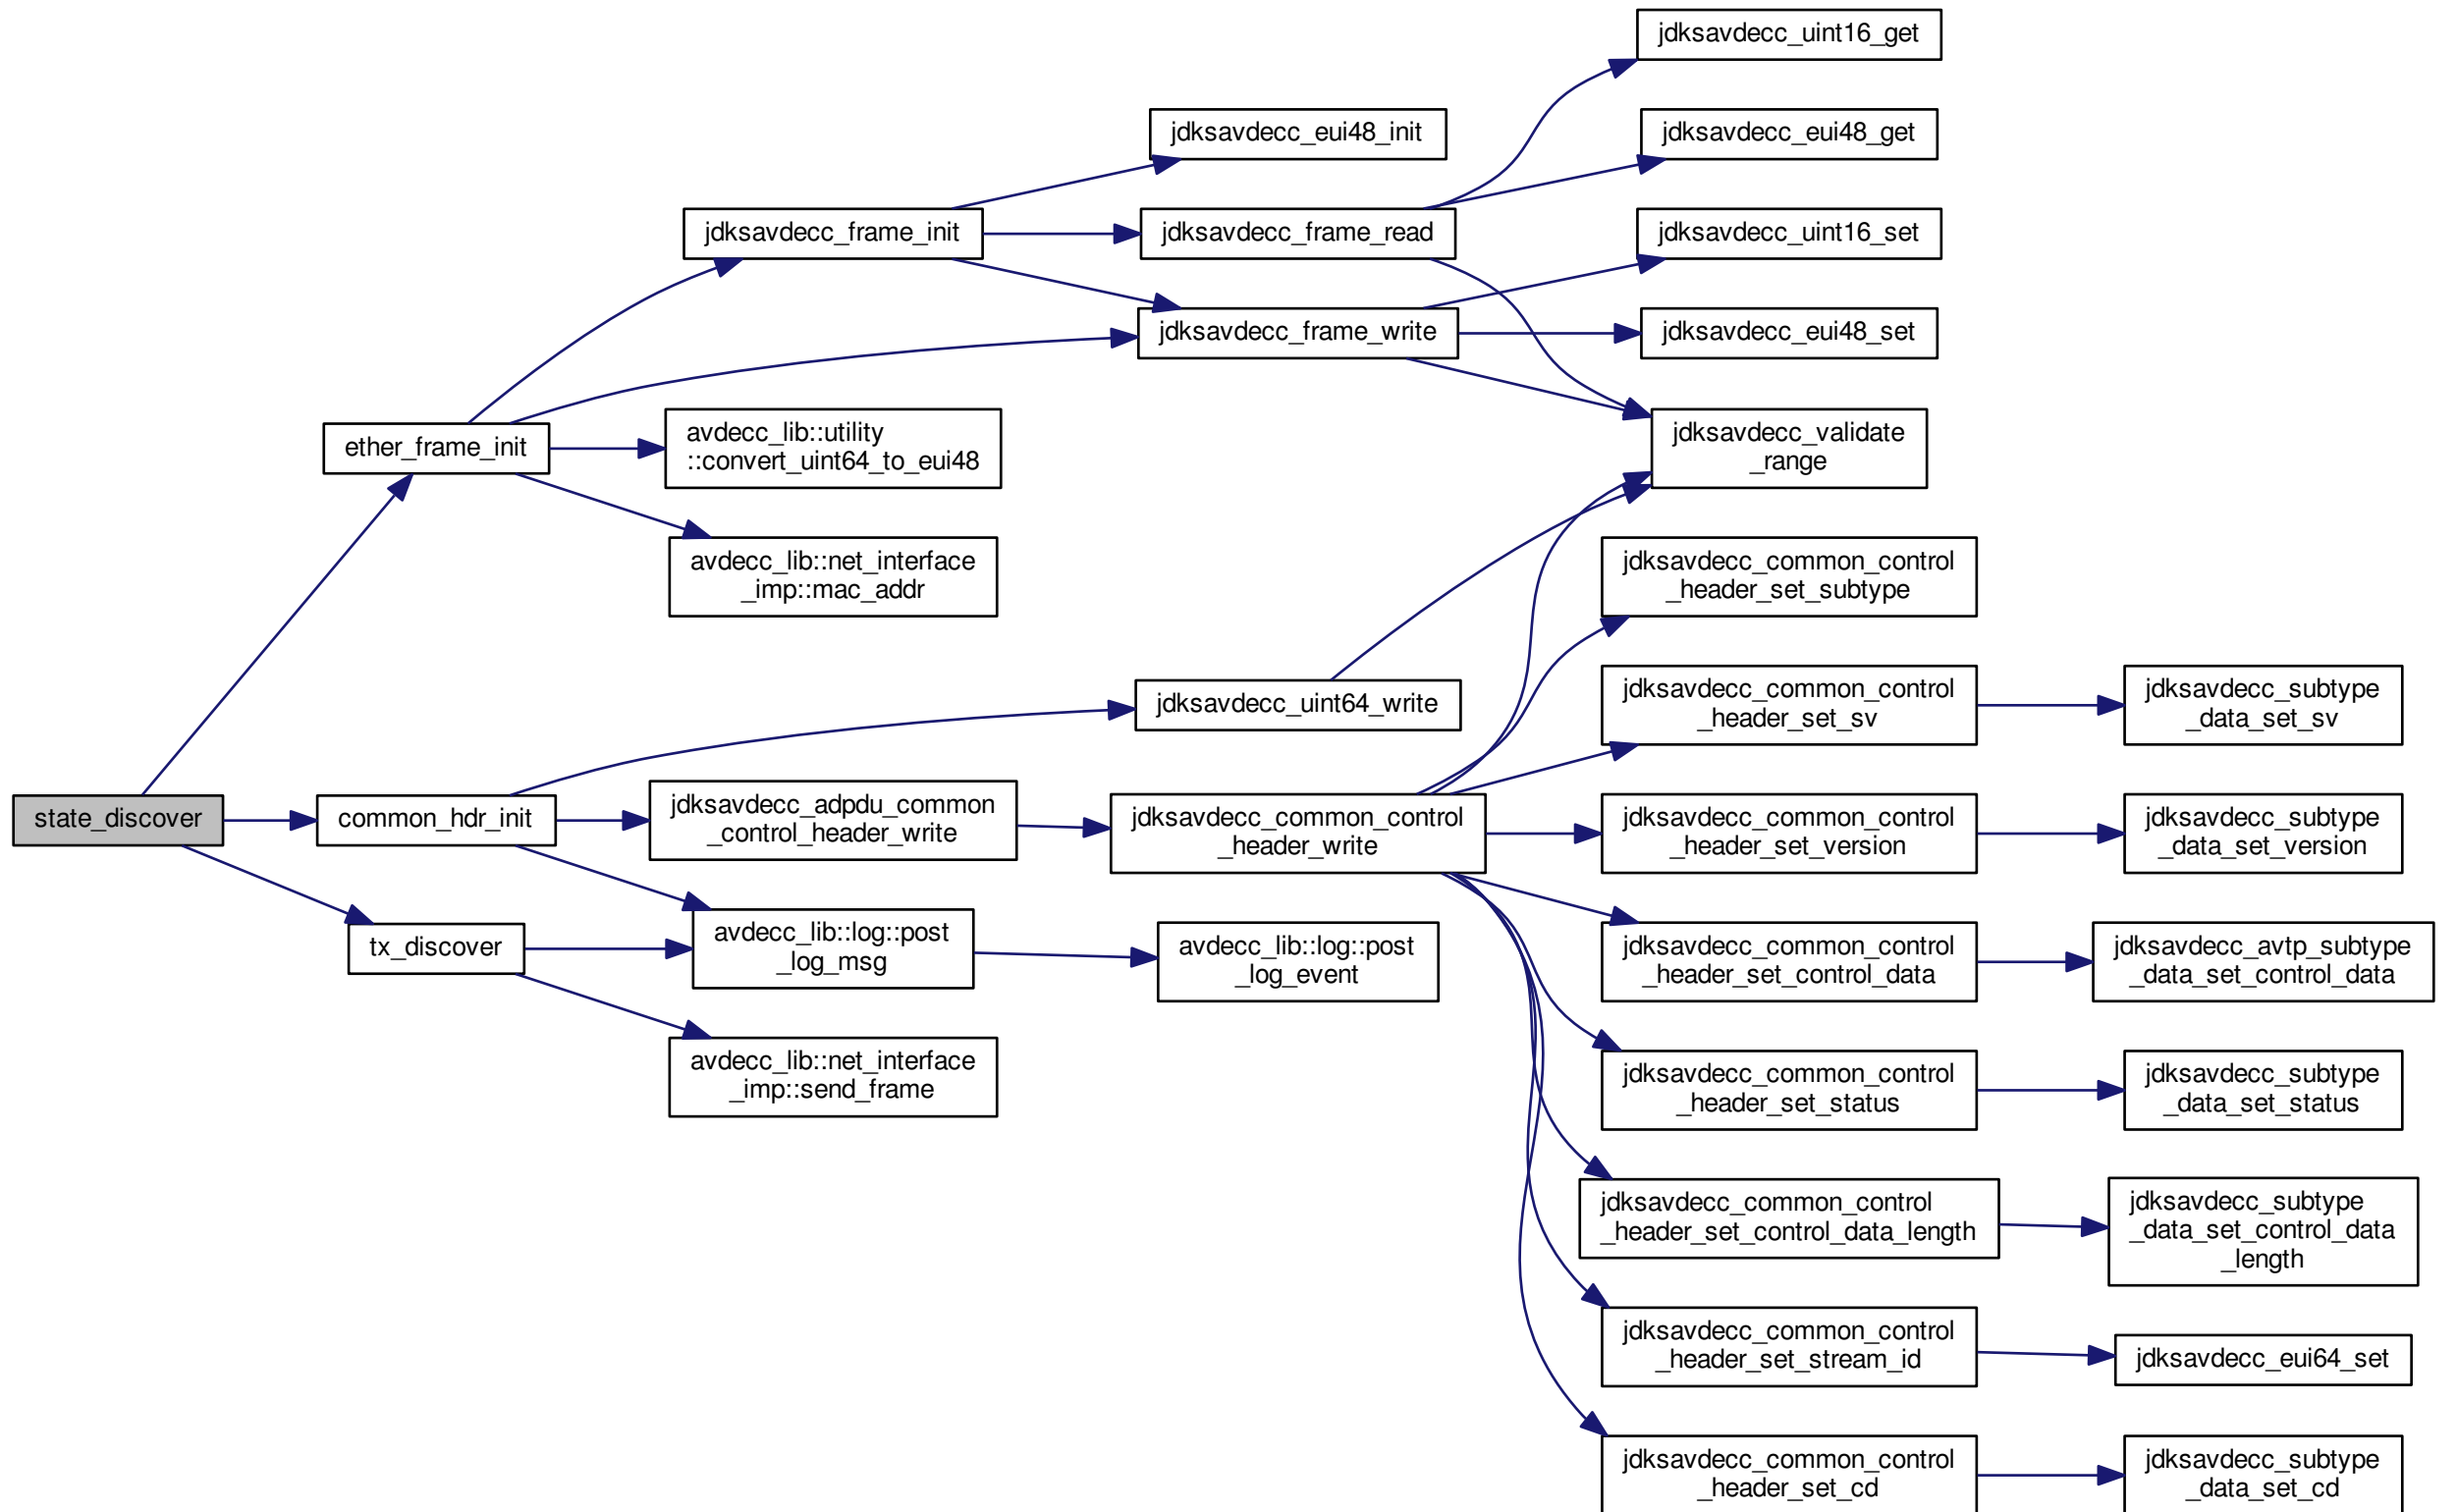 jdksavdecc_uint16_get
jdksavdecc_eui48_init
jdksavdecc_eui48_get
jdksavdecc_frame_init
jdksavdecc_frame_read
jdksavdecc_uint16_set
jdksavdecc_frame_write
jdksavdecc_eui48_set
ether_frame_init
avdecc_lib::utility
::convert_uint64_to_eui48
jdksavdecc_validate
_range
avdecc_lib::net_interface
_imp::mac_addr
jdksavdecc_common_control
_header_set_subtype
jdksavdecc_uint64_write
jdksavdecc_common_control
_header_set_sv
jdksavdecc_subtype
_data_set_sv
state_discover
common_hdr_init
jdksavdecc_adpdu_common
_control_header_write
jdksavdecc_common_control
_header_write
jdksavdecc_common_control
_header_set_version
jdksavdecc_subtype
_data_set_version
tx_discover
avdecc_lib::log::post
_log_msg
avdecc_lib::log::post
_log_event
jdksavdecc_common_control
_header_set_control_data
jdksavdecc_avtp_subtype
_data_set_control_data
avdecc_lib::net_interface
_imp::send_frame
jdksavdecc_common_control
_header_set_status
jdksavdecc_subtype
_data_set_status
jdksavdecc_common_control
_header_set_control_data_length
jdksavdecc_subtype
_data_set_control_data
_length
jdksavdecc_common_control
_header_set_stream_id
jdksavdecc_eui64_set
jdksavdecc_common_control
_header_set_cd
jdksavdecc_subtype
_data_set_cd